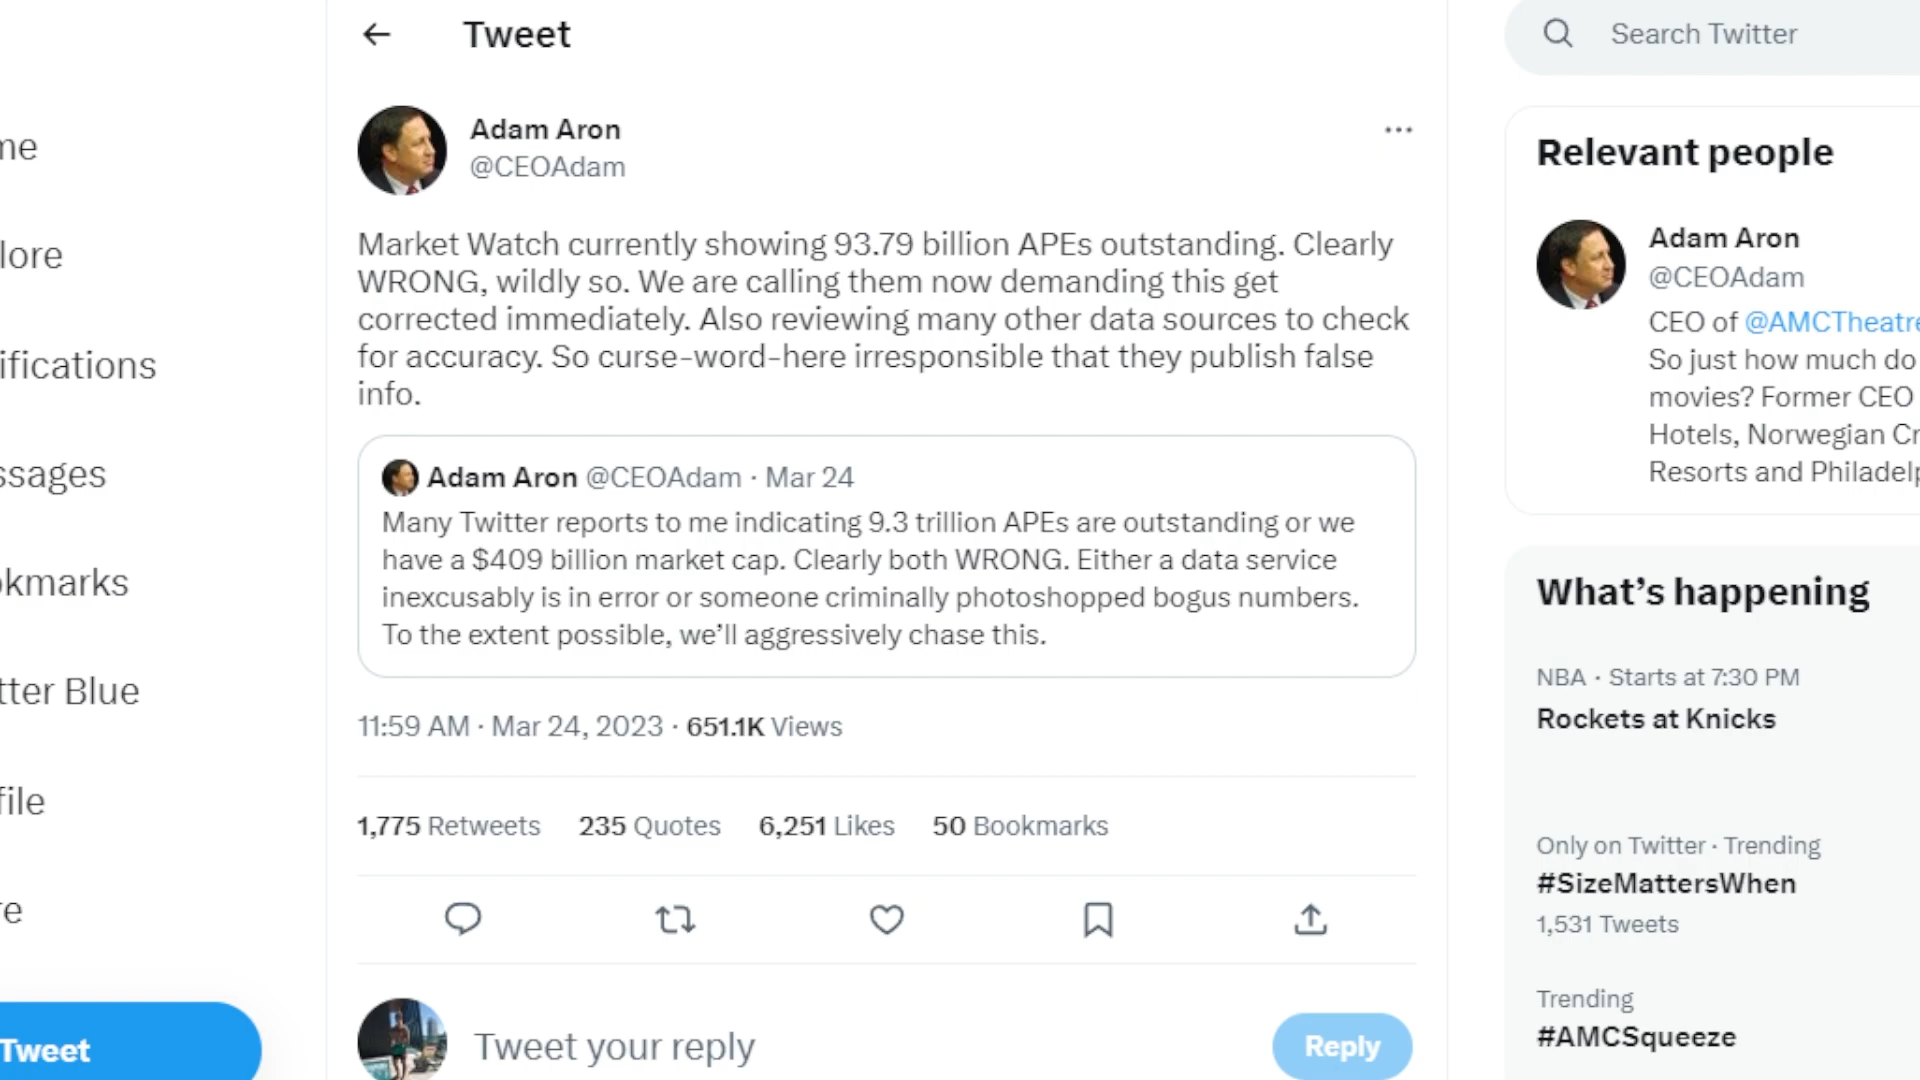 Tweet
Search Twitter
Adam Aron
@CEOAdam
Market Watch currently showing 93.79 billion APEs outstanding. Clearly
WRONG, wildly so. We are calling them now demanding this get
corrected immediately. Also reviewing many other data sources to check
for accuracy. So curse-word-here irresponsible that they publish false
info.
Adam Aron @CEOAdam · Mar 24
Many Twitter reports to me indicating 9.3 trillion APEs are outstanding or we
have a $409 billion market cap. Clearly both WRONG. Either a data service
inexcusably is in error or someone criminally photoshopped bogus numbers.
To the extent possible, we’ll aggressively chase this.
11:59 AM · Mar 24, 2023 · 651.1K Views
1,775 Retweets 235 Quotes 6,251 Likes 50 Bookmarks
Tweet your reply
Reply
me
lore
ifications
ssages
okmarks
tter Blue
file
re
Tweet
Relevant people
Adam Aron
@CEOAdam
CEO of @AMCTheatre
So just how much do
movies? Former CEO
Hotels, Norwegian Cr
Resorts and Philadelp
What’s happening
NBA · Starts at 7:30 PM
Rockets at Knicks
Only on Twitter · Trending
#SizeMattersWhen
1,531 Tweets
Trending
#AMCSqueeze